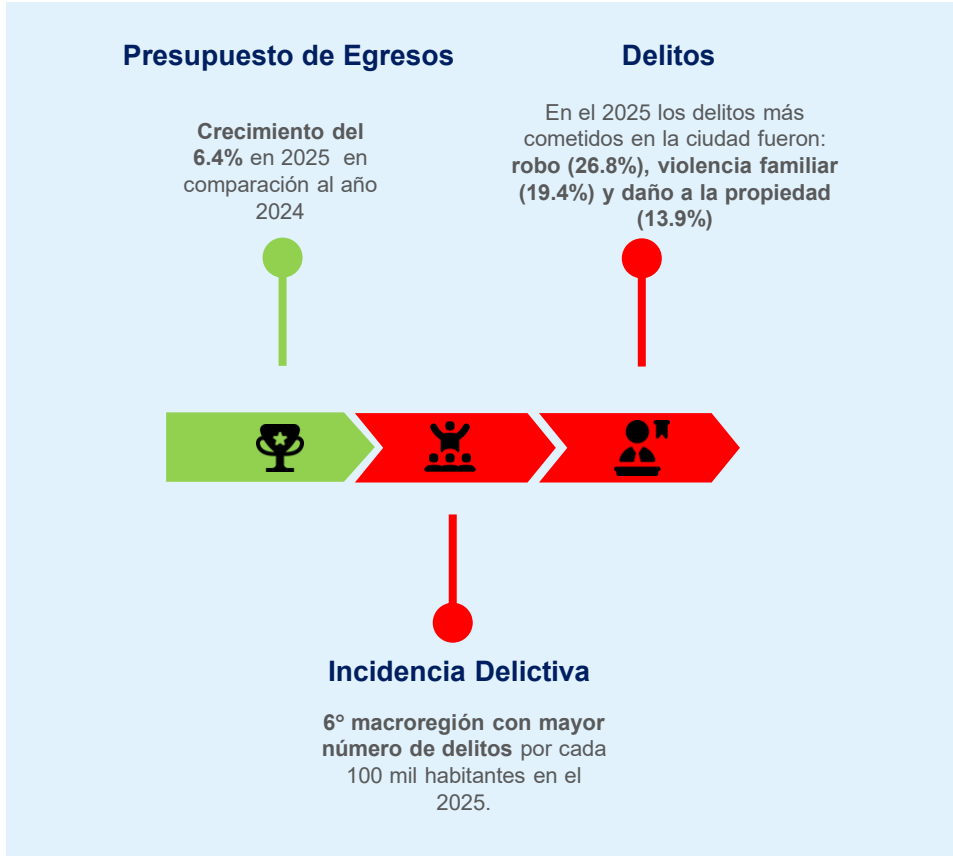 Presupuesto de Egresos
Crecimiento del
6.4% en 2025 en
comparación al año
2024
Delitos
En el 2025 los delitos más
cometidos en la ciudad fueron:
robo (26.8%), violencia familiar
(19.4%) y daño a la propiedad
(13.9%)
Incidencia Delictiva
6° macroregión con mayor
número de delitos por cada
100 mil habitantes en el
2025.